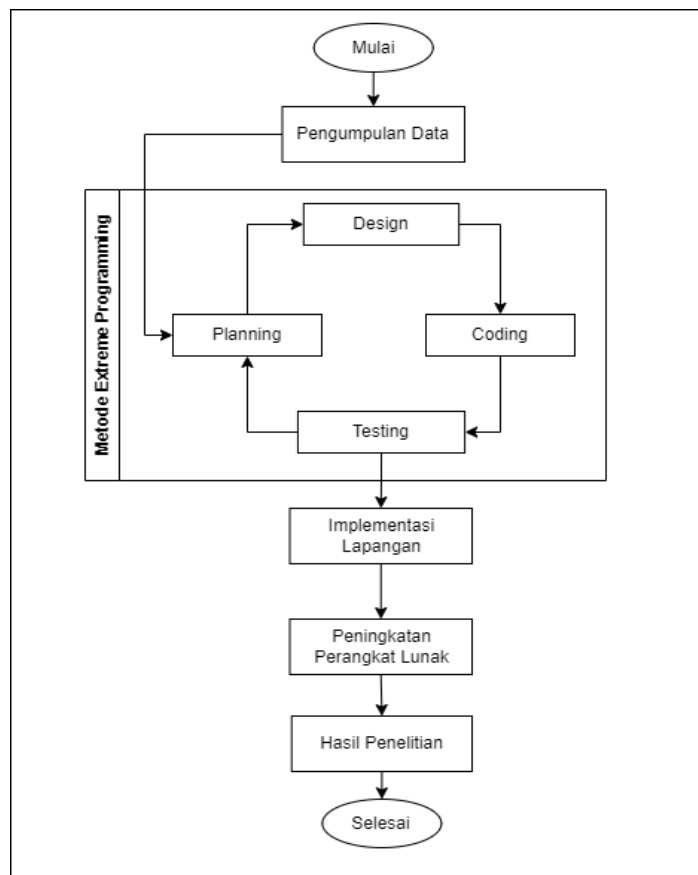 Mulai
Pengumpulan Data
Metode Extreme Programming
Design
Planning
Coding
Testing
Implementasi
Lapangan
Peningkatan
Perangkat Lunak
Hasil Penelitian
Selesai